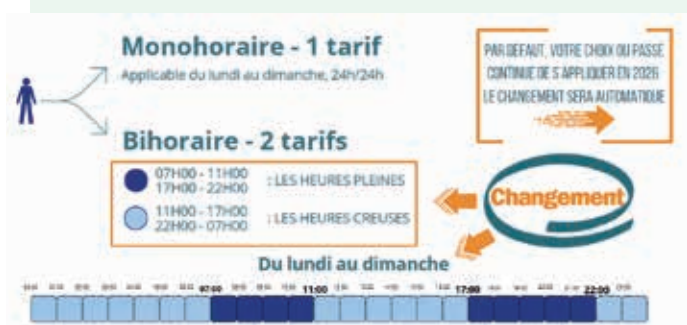 Monohoraire - 1 tarif
Applicable du lundi au dimanche, 24h/24h
PAR DEFAUT, VOTRE CHOIX DU PASSÉ
CONTINUE DE S APPLIQUER EN 2026
LE CHANGEMENT SERA AUTOMATIQUE
Bihoraire - 2 tarifs
07H00 - 11H00
17H00 - 22H00
: LES HEURES PLEINES
11H00 - 17H00
22H00 - 07H00
: LES HEURES CREUSES
Changement
Du lundi au dimanche
07:00 11:00 17:00 22:00